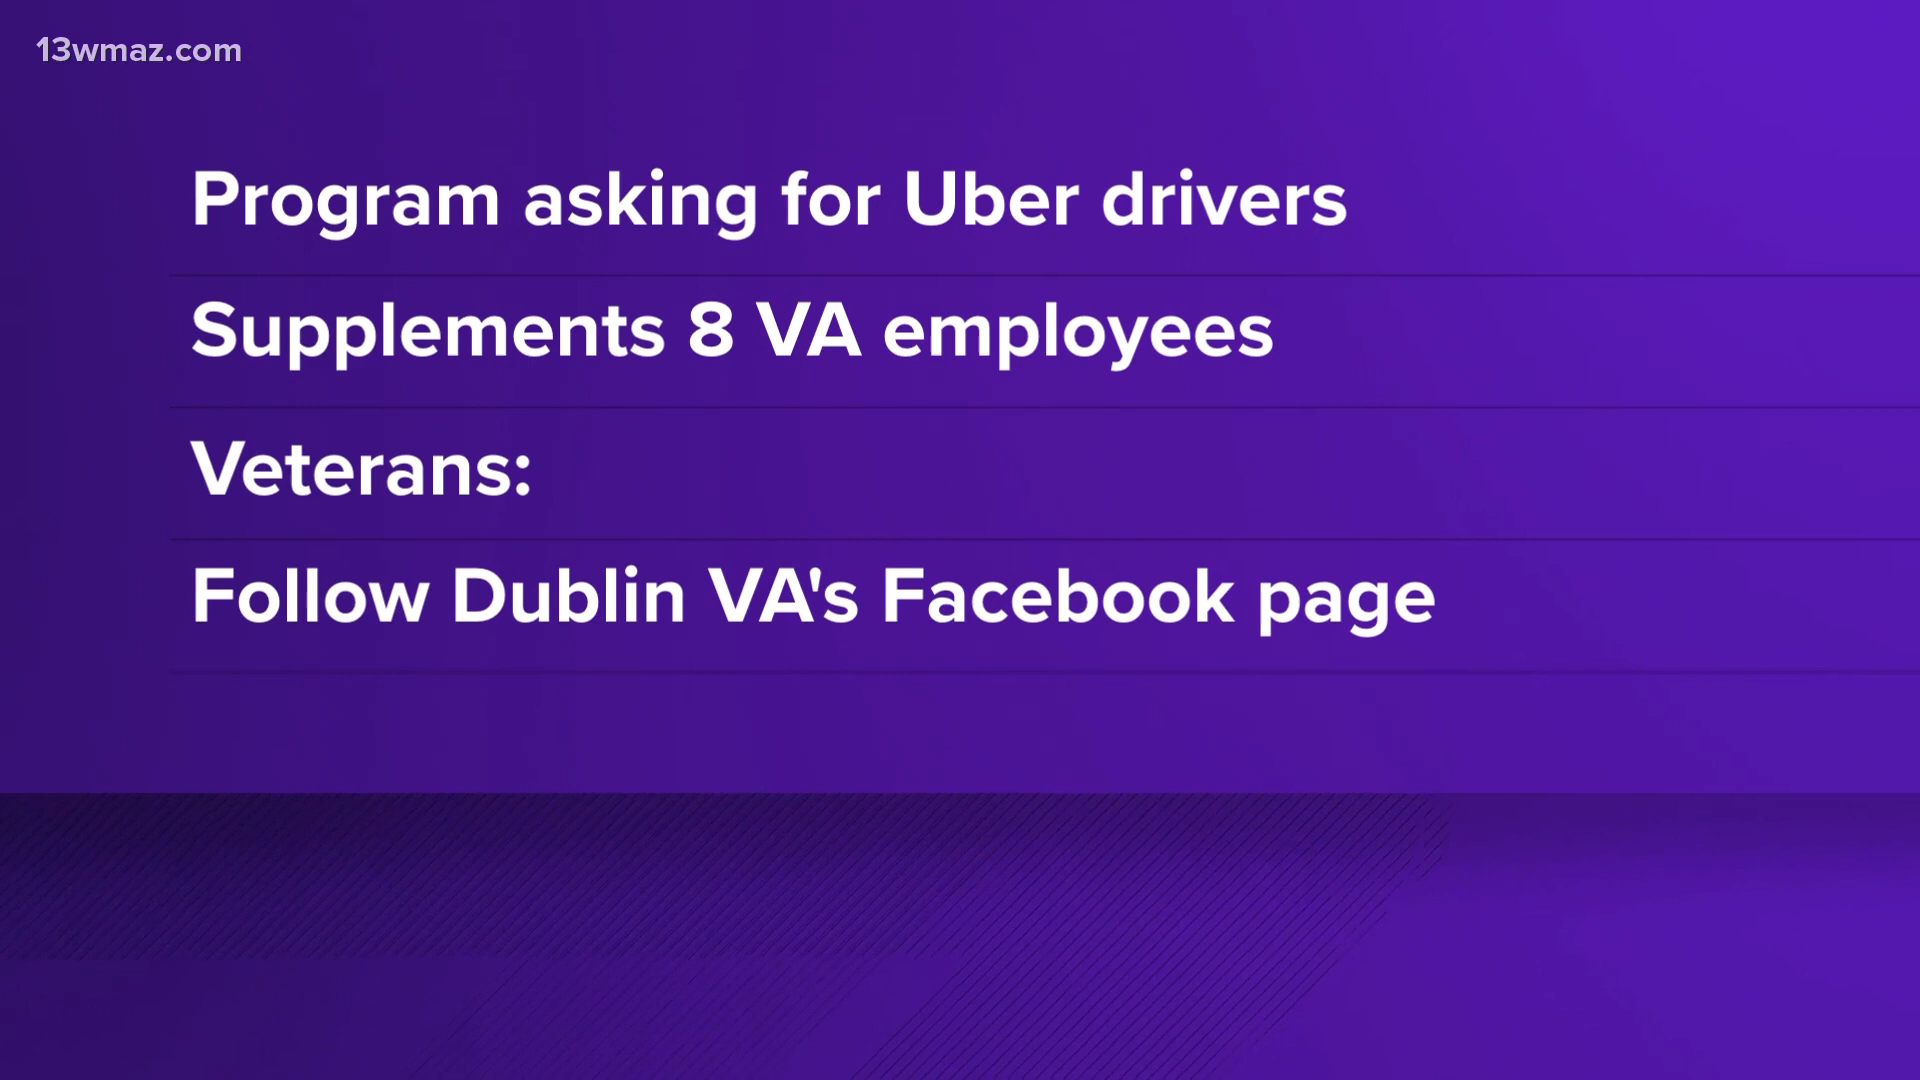 13wmaz.com
Program asking for Uber drivers
Supplements 8 VA employees
Veterans:
Follow Dublin VA's Facebook page